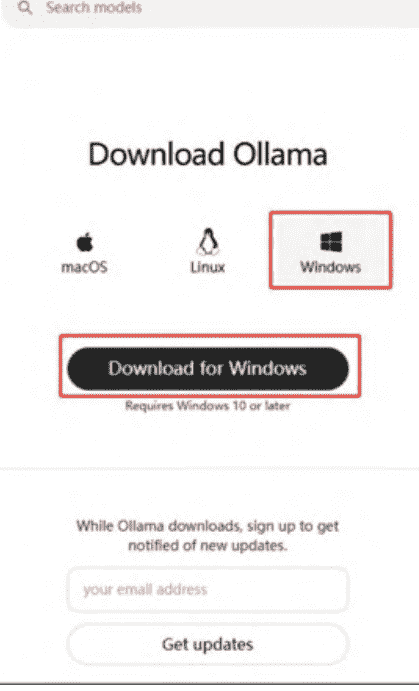 Search models
Download Ollama
macOS
Linux
Windows
Download for Windows
Requires Windows 10 or later
While Ollama downloads, sign up to get
notified of new updates.
your email address
Get updates